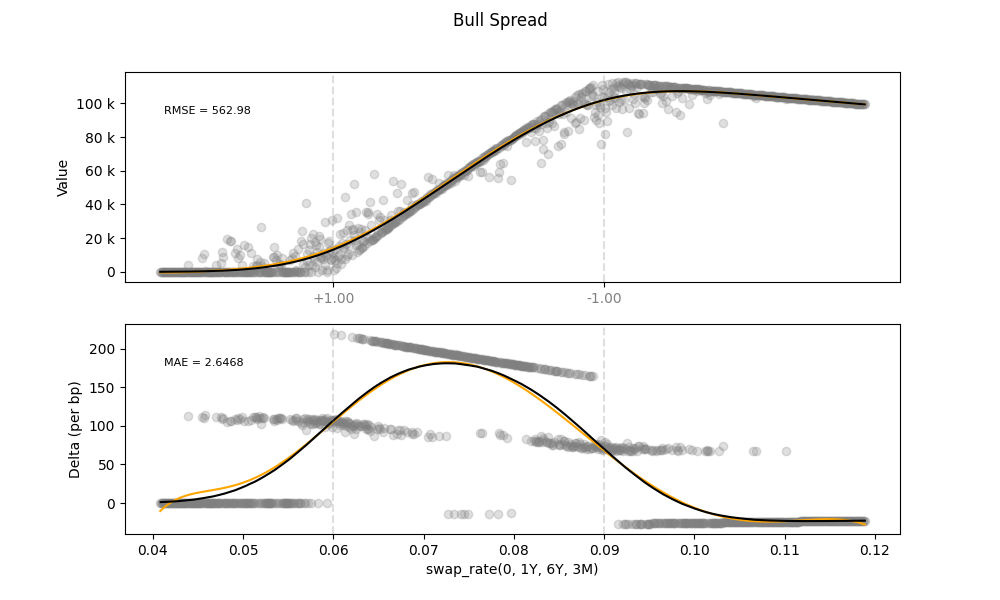 Bull Spread
RMSE = 562.98
Value
100 k
80 k
60 k
40 k
20 k
0
+1.00
-1.00
MAE = 2.6468
Delta (per bp)
200
150
100
50
0
0.04 0.05 0.06 0.07 0.08 0.09 0.10 0.11 0.12
swap_rate(0, 1Y, 6Y, 3M)